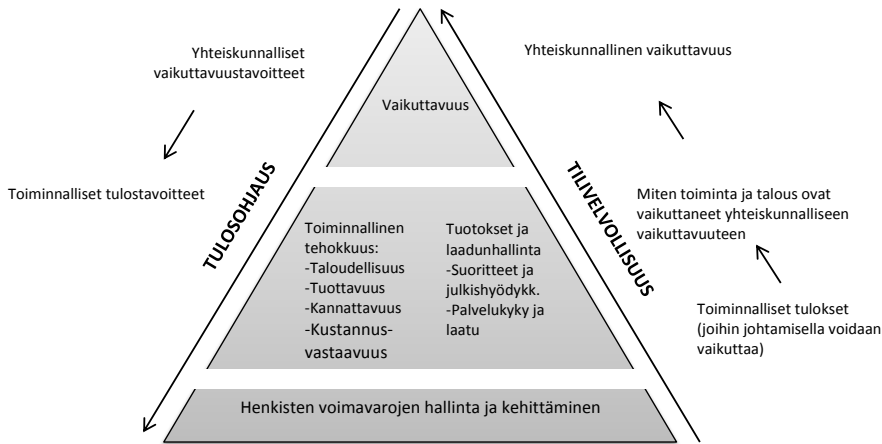 Yhteiskunnalliset
vaikuttavuustavoitteet
Toiminnalliset tulostavoitteet
TULOSOHJAUS
Vaikuttavuus
Toiminnallinen
tehokkuus:
-Taloudellisuus
-Tuottavuus
-Kannattavuus
-Kustannus-
vastaavuus
Tuotokset ja
laadunhallinta
-Suoritteet ja
julkishyödykk.
-Palvelukyky ja
laatu
Henkisten voimavarojen hallinta ja kehittäminen
TILIVELVOLLISUUS
Yhteiskunnallinen vaikuttavuus
Miten toiminta ja talous ovat
vaikuttaneet yhteiskunnalliseen
vaikuttavuuteen
Toiminnalliset tulokset
(joihin johtamisella voidaan
vaikuttaa)